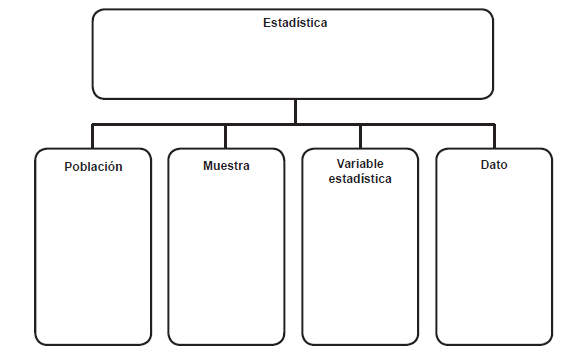 Estadística
Población
Muestra
Variable
estadística
Dato